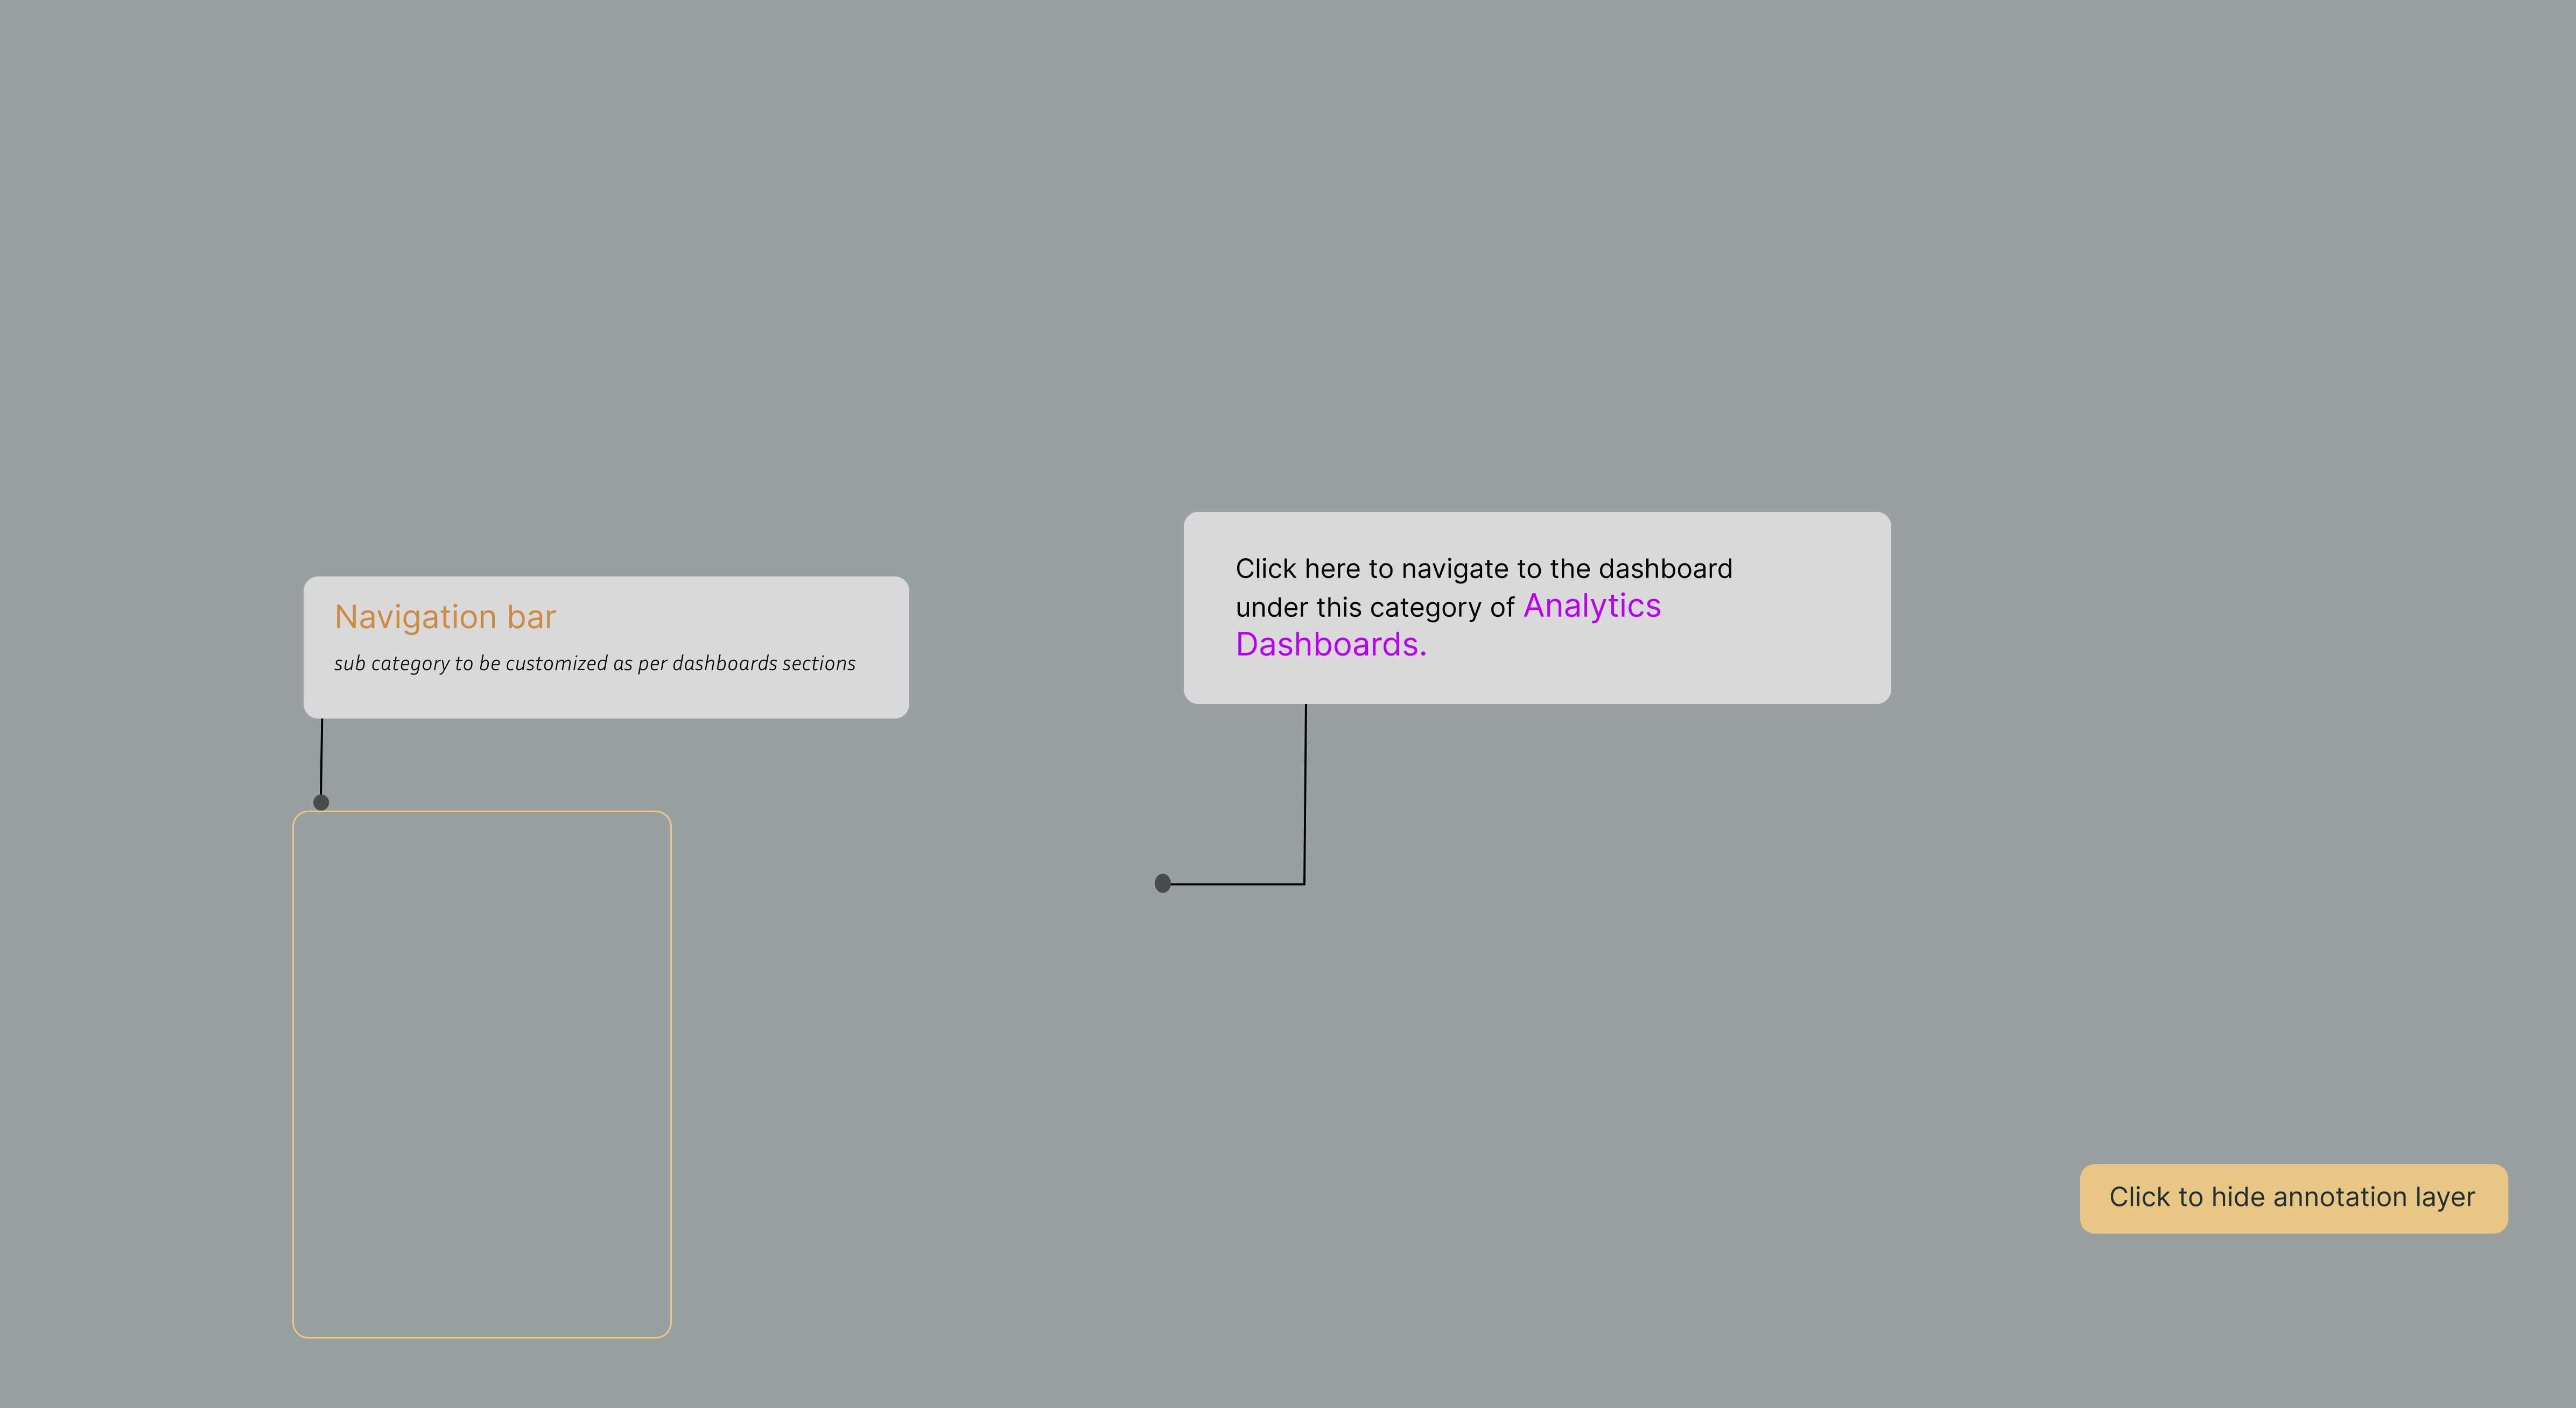 Navigation bar
sub category to be customized as per dashboards sections
Click here to navigate to the dashboard
under this category of Analytics
Dashboards.
Click to hide annotation layer